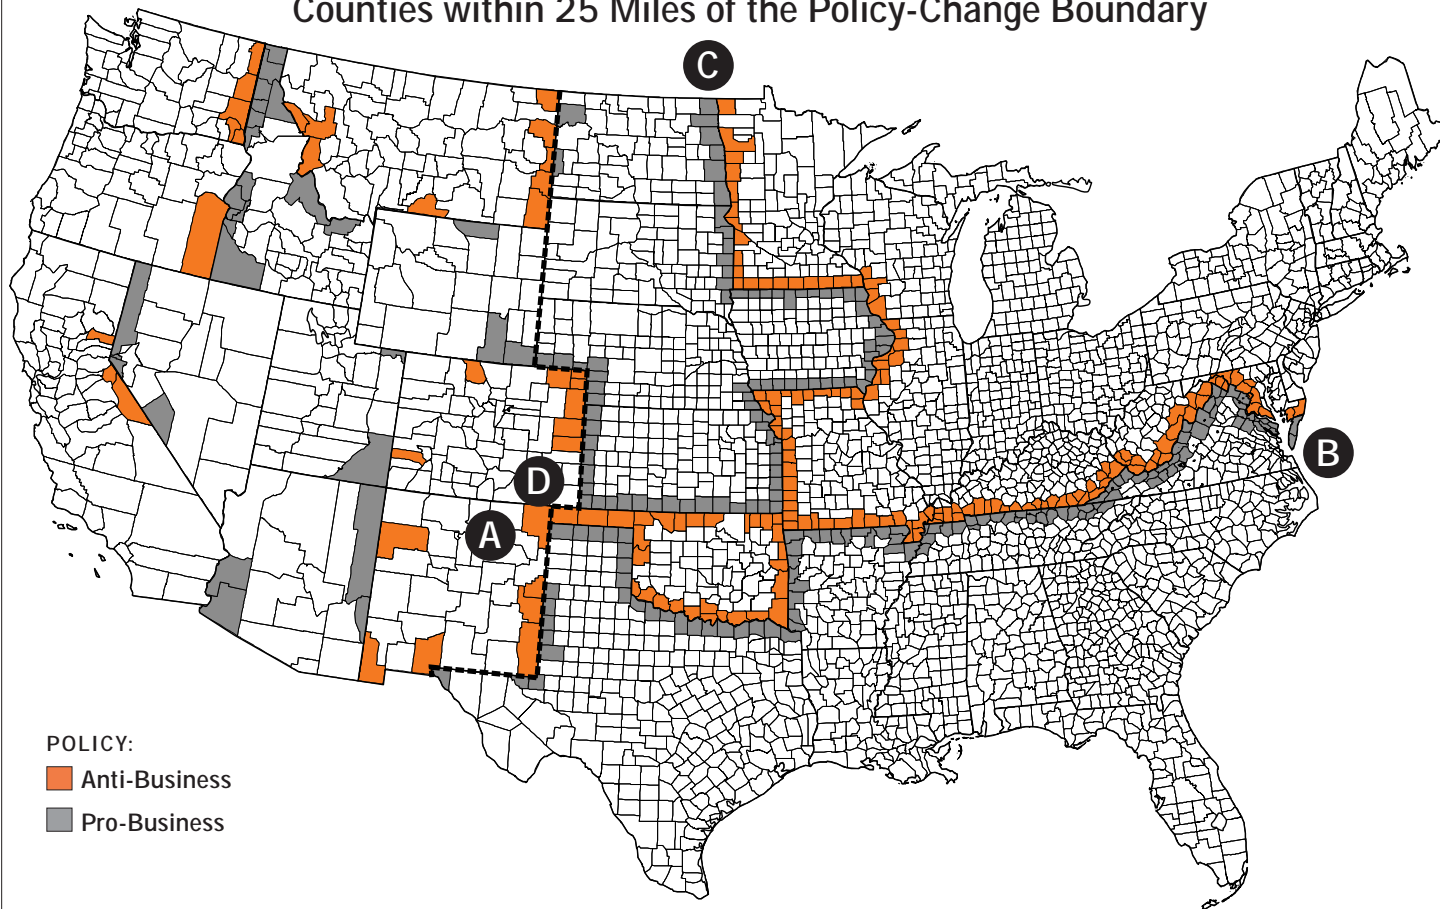 Counties within 25 Miles of the Policy-Change Boundary
C
B
D
A
POLICY:
Anti-Business
Pro-Business